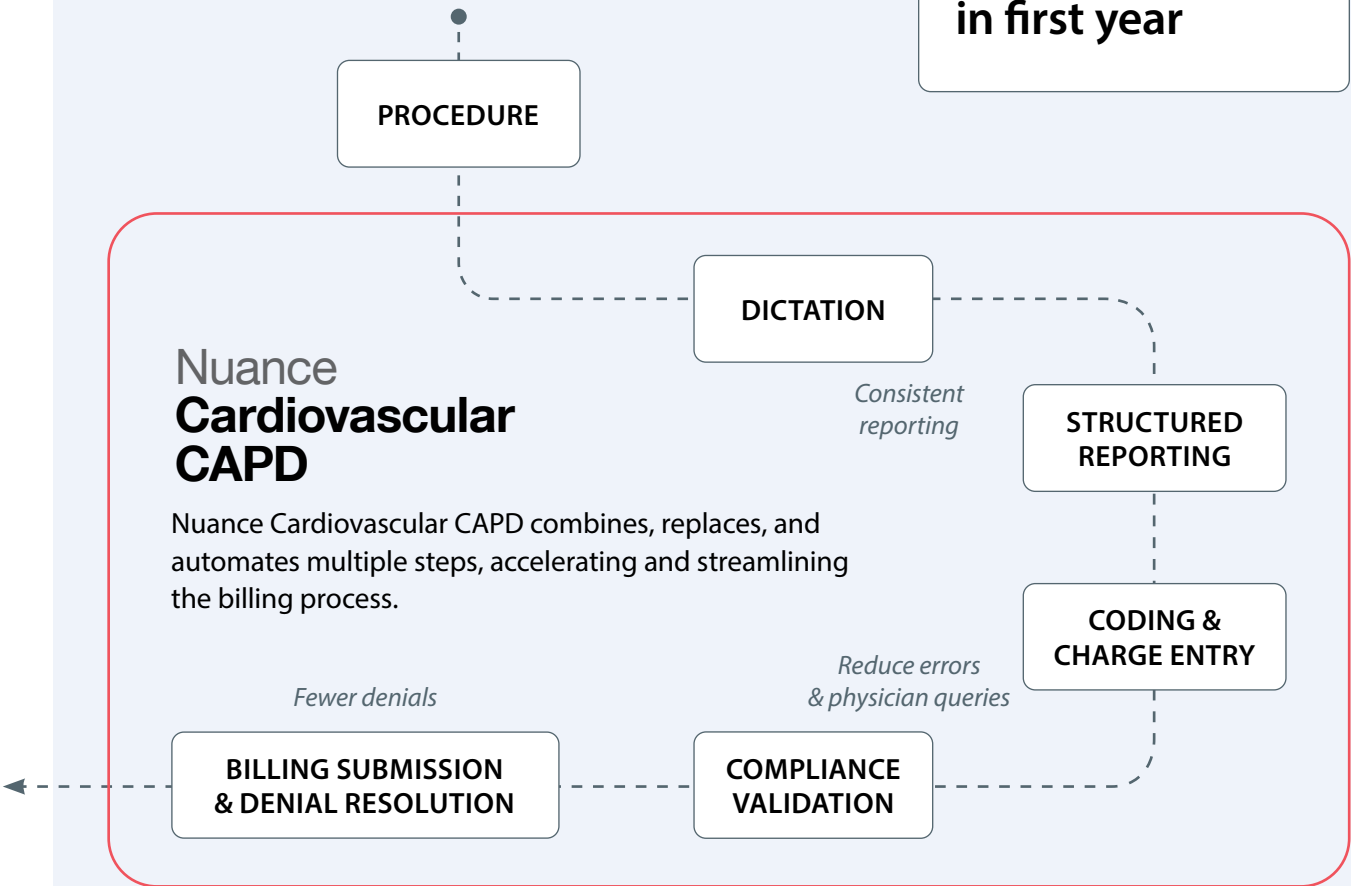 in first year
PROCEDURE
DICTATION
Consistent
reporting
STRUCTURED
REPORTING
Nuance
Cardiovascular
CAPD
Nuance Cardiovascular CAPD combines, replaces, and
automates multiple steps, accelerating and streamlining
the billing process.
CODING &
CHARGE ENTRY
Reduce errors
& physician queries
COMPLIANCE
VALIDATION
Fewer denials
BILLING SUBMISSION
& DENIAL RESOLUTION